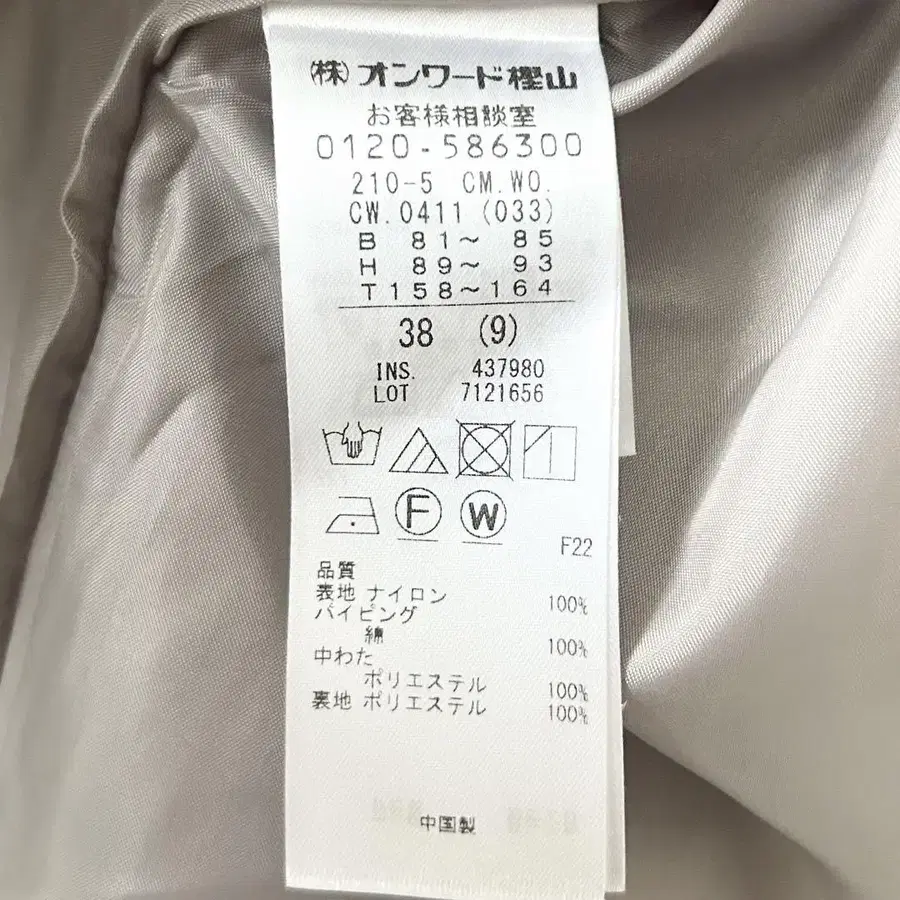 (株)オンワード樫山
お客様相談室
0120-586300
210-5 CM.WO.
CW.0411(033)
B 81～ 85
H 89～ 93
T158～164
38 (9)
INS. 437980
LOT 7121656
F W
F22
品質
表地 ナイロン 100%
パイピング
綿 100%
中わた
ポリエステル 100%
裏地 ポリエステル 100%
中国製